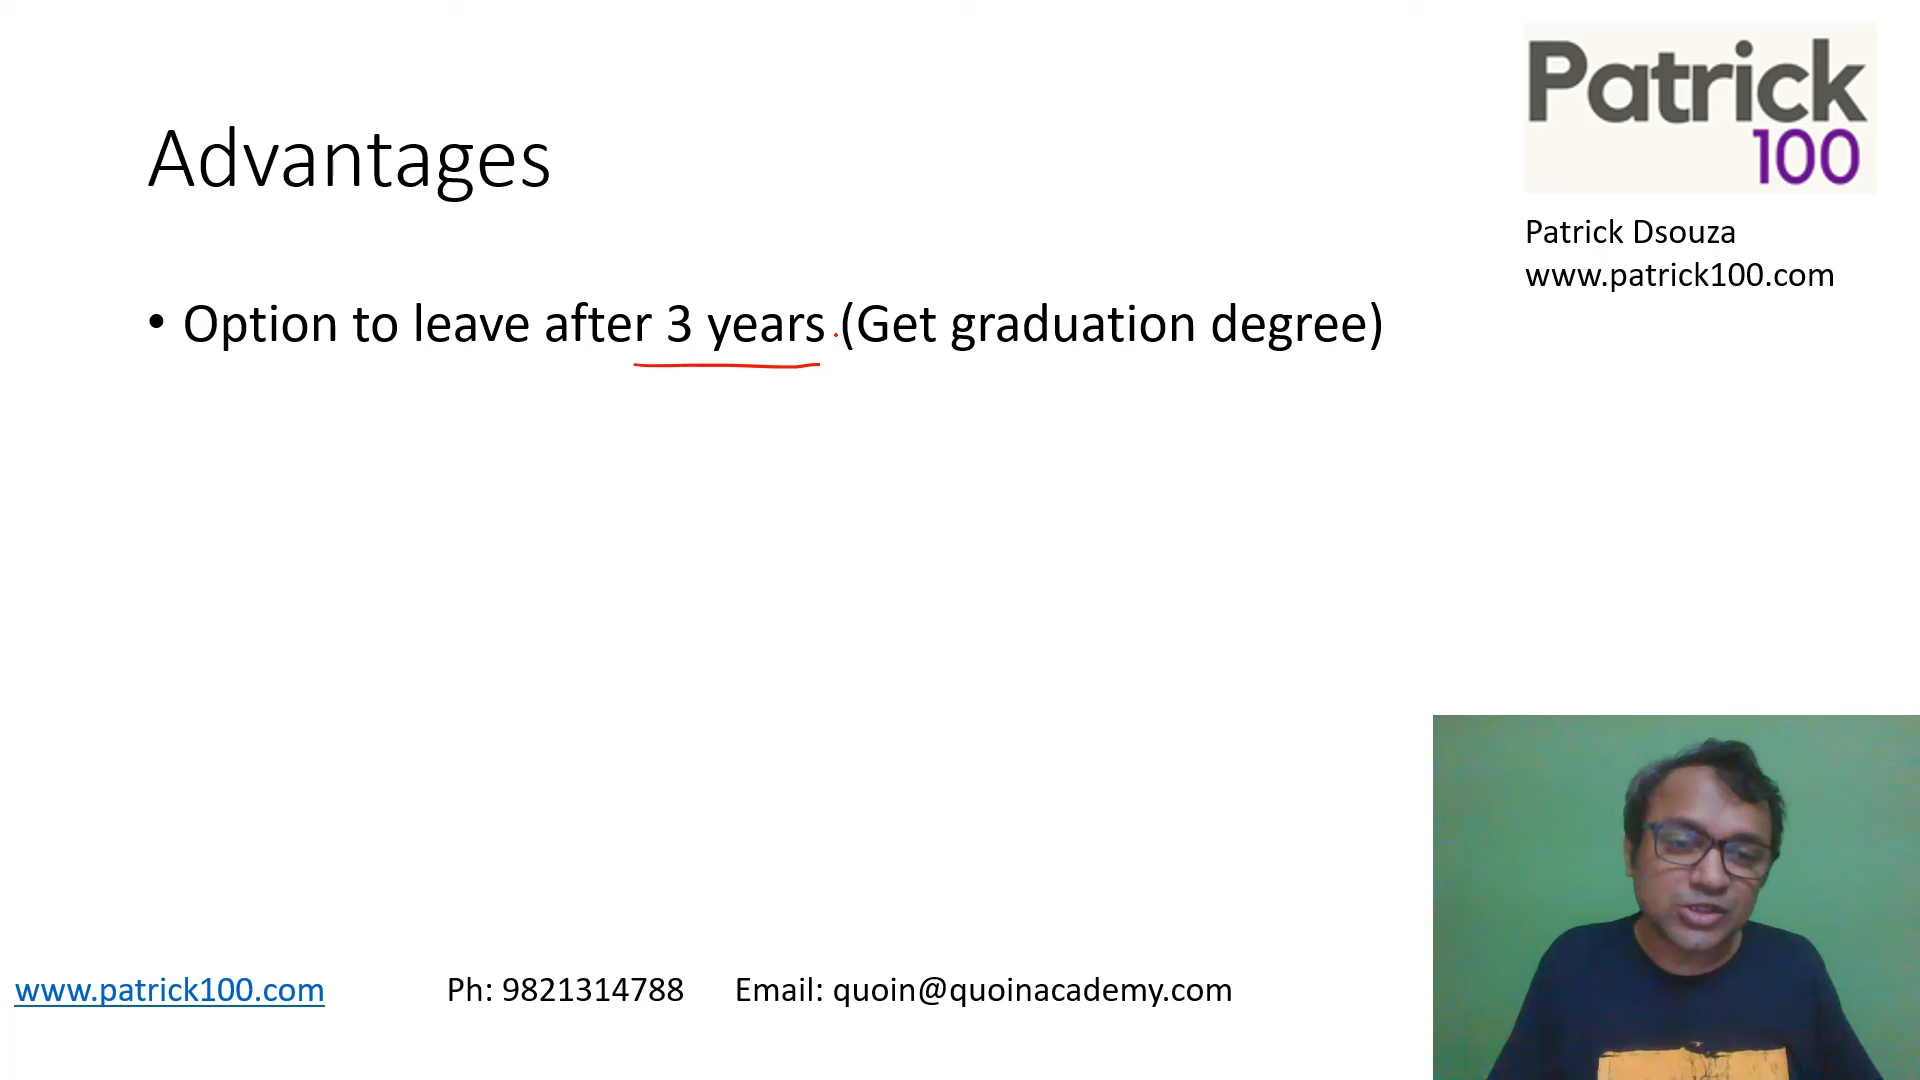 Patrick
100
Advantages
Patrick Dsouza
www.patrick100.com
• Option to leave after 3 years (Get graduation degree)
www.patrick100.com Ph: 9821314788 Email: quoin@quoinacademy.com